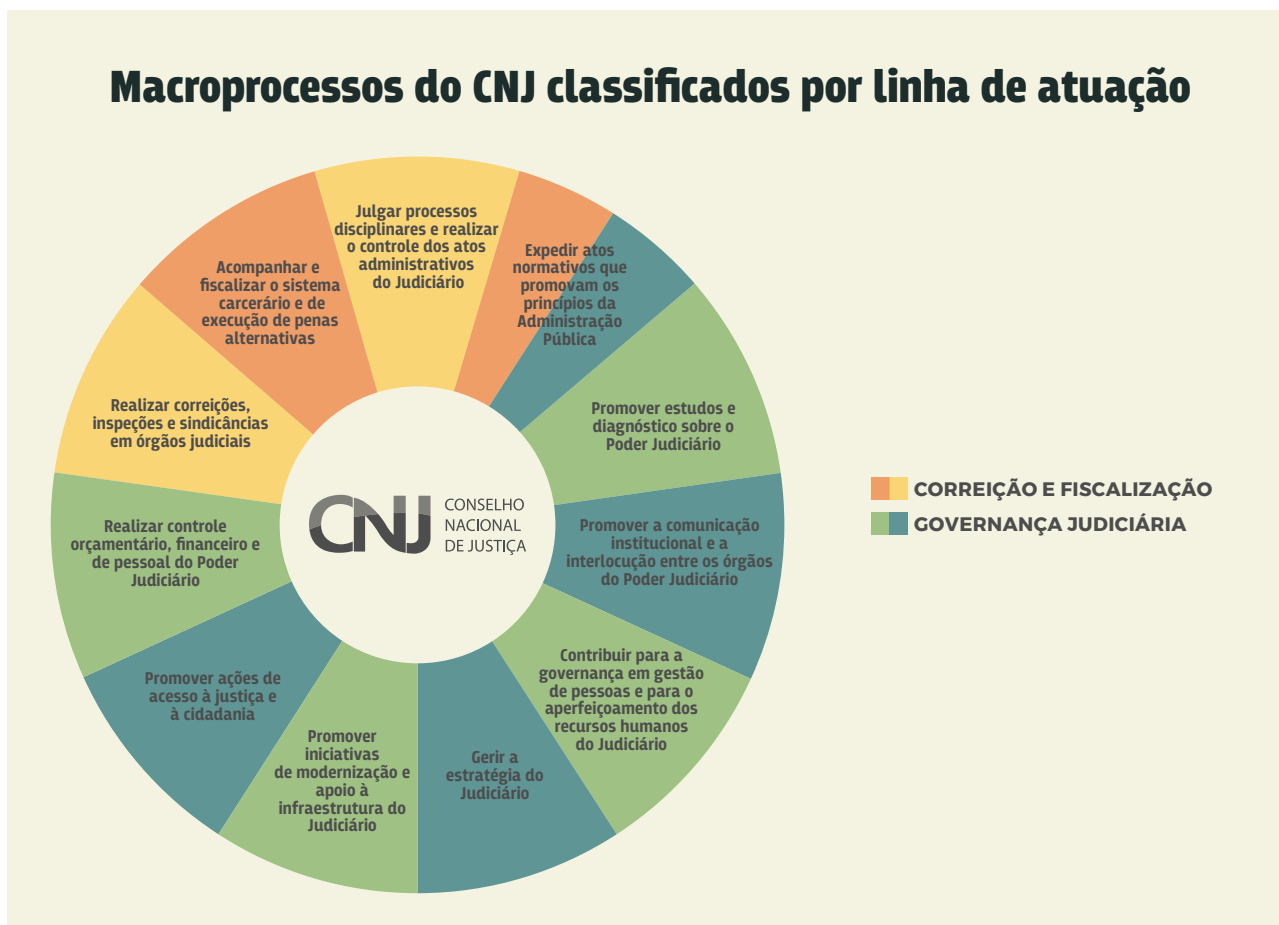 Macroprocessos do CNJ classificados por linha de atuação
Julgar processos
disciplinares e realizar
o controle dos atos
administrativos
do Judiciário
Expedir atos
normativos que
promovam os
princípios da
Administração
Pública
Promover estudos e
diagnóstico sobre o
Poder Judiciário
Promover a comunicação
institucional e a
interlocução entre os órgãos
do Poder Judiciário
Contribuir para a
governança em gestão
de pessoas e para o
aperfeiçoamento dos
recursos humanos
do Judiciário
Gerir a
estratégia do
Judiciário
Promover
iniciativas
de modernização e
apoio à
infraestrutura do
Judiciário
Promover ações de
acesso à justiça e
à cidadania
Realizar controle
orçamentário, financeiro e
de pessoal do Poder
Judiciário
Realizar correições,
inspeções e sindicâncias
em órgãos judiciais
Acompanhar e
fiscalizar o sistema
carcerário e de
execução de penas
alternativas
CNJ
CONSELHO
NACIONAL
DE JUSTIÇA
CORREIÇÃO E FISCALIZAÇÃO
GOVERNANÇA JUDICIÁRIA